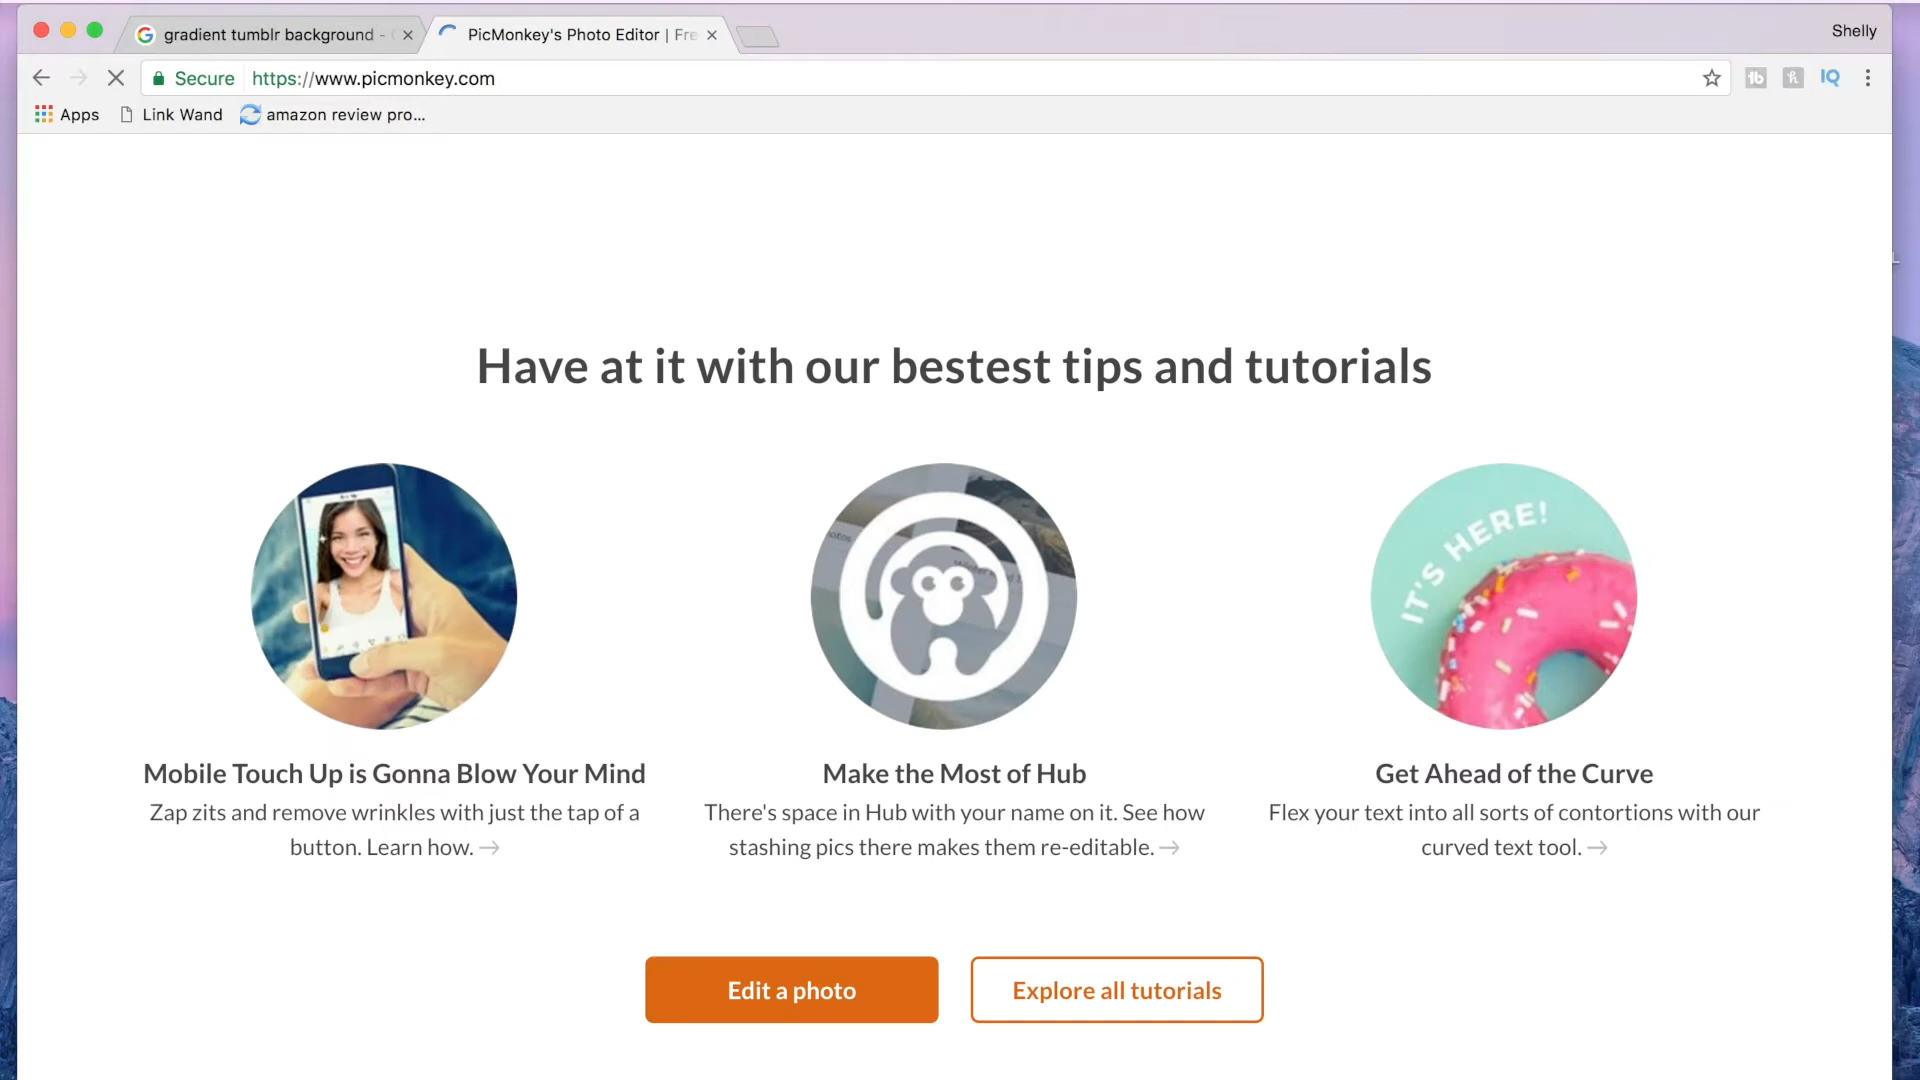 gradient tumblr background -
PicMonkey's Photo Editor | Fre
Shelly
Secure https://www.picmonkey.com
Apps Link Wand amazon review pro...
Have at it with our bestest tips and tutorials
IT'S HERE!
Mobile Touch Up is Gonna Blow Your Mind
Zap zits and remove wrinkles with just the tap of a
button. Learn how. →
Make the Most of Hub
There's space in Hub with your name on it. See how
stashing pics there makes them re-editable. →
Get Ahead of the Curve
Flex your text into all sorts of contortions with our
curved text tool. →
Edit a photo
Explore all tutorials